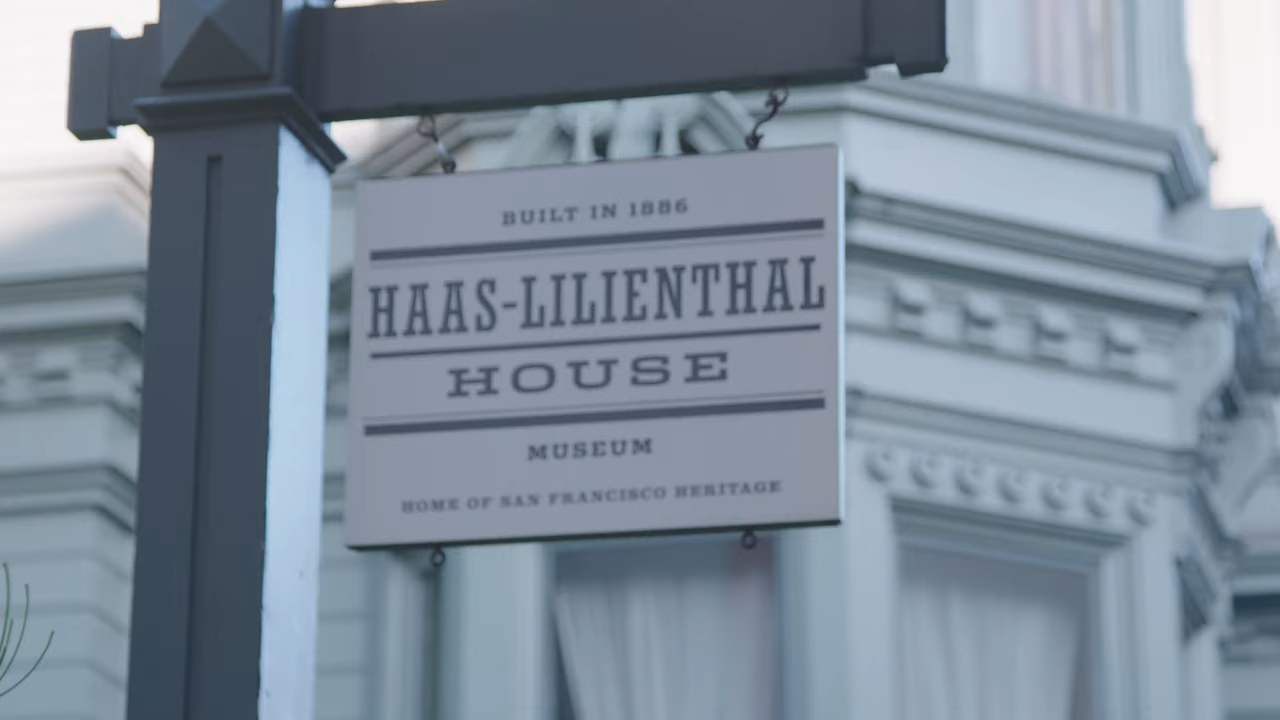 BUILT IN 1886
HAAS-LILIENTHAL
HOUSE
MUSEUM
HOME OF SAN FRANCISCO HERITAGE